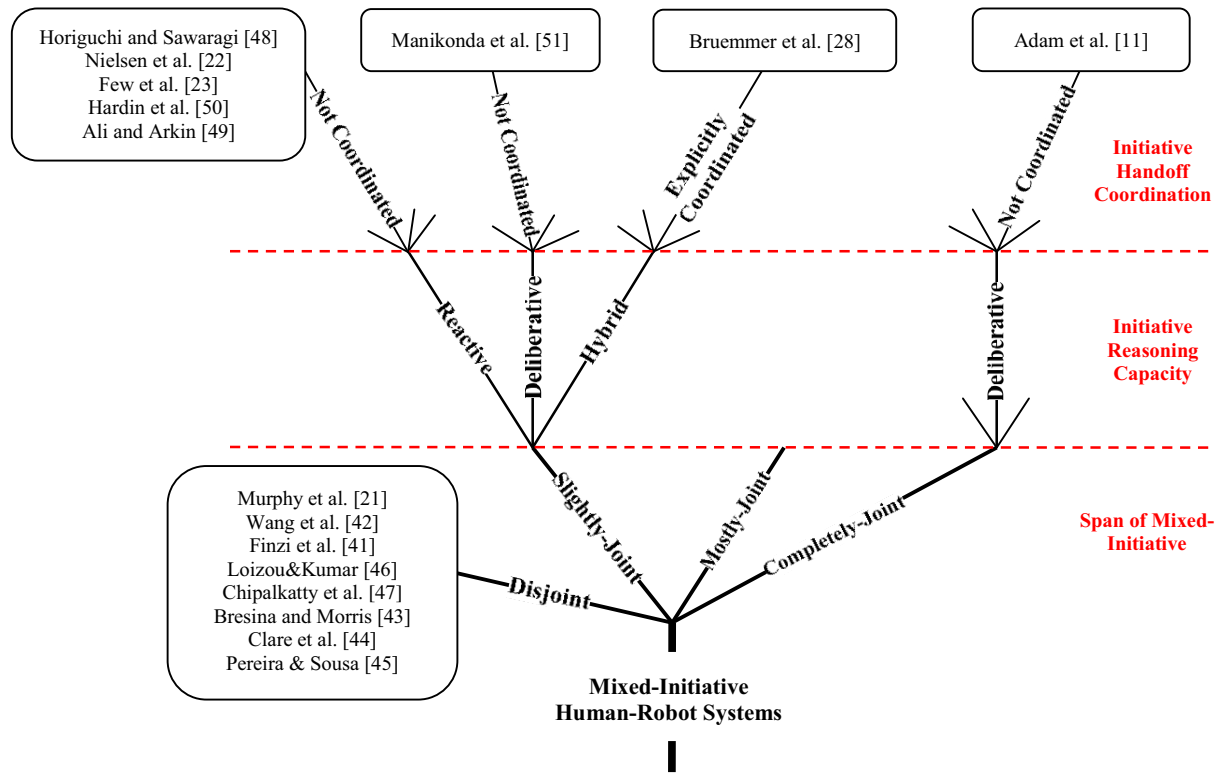 Horiguchi and Sawaragi [48]
Nielsen et al. [22]
Few et al. [23]
Hardin et al. [50]
Ali and Arkin [49]
Manikonda et al. [51]
Bruemmer et al. [28]
Adam et al. [11]
Not Coordinated
Not Coordinated
Explicitly
Coordinated
Not Coordinated
Initiative
Handoff
Coordination
Reactive
Deliberative
Hybrid
Deliberative
Initiative
Reasoning
Capacity
Murphy et al. [21]
Wang et al. [42]
Finzi et al. [41]
Loizou&Kumar [46]
Chipalkatty et al. [47]
Bresina and Morris [43]
Clare et al. [44]
Pereira & Sousa [45]
Disjoint
Slightly-Joint
Mostly-Joint
Completely-Joint
Span of Mixed-
Initiative
Mixed-Initiative
Human-Robot Systems